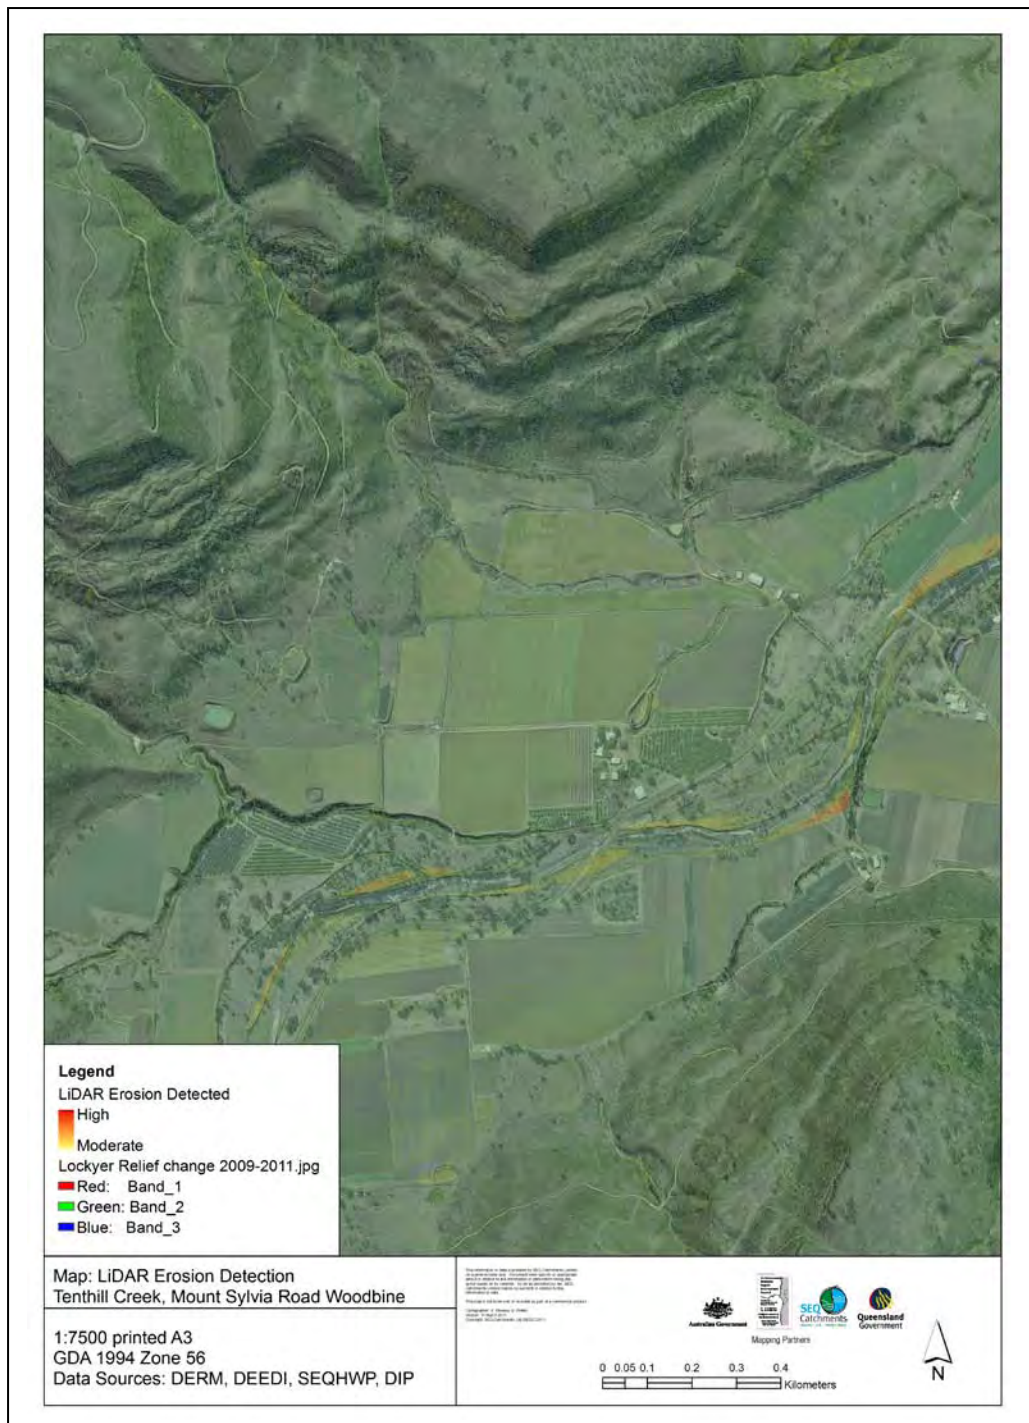 Legend
LiDAR Erosion Detected
High
Moderate
Lockyer Relief change 2009-2011.jpg
Red: Band_1
Green: Band_2
Blue: Band_3
Map: LiDAR Erosion Detection
Tenthill Creek, Mount Sylvia Road Woodbine
1:7500 printed A3
GDA 1994 Zone 56
Data Sources: DERM, DEEDI, SEQHWP, DIP
Australian Government
SEQ
Catchments
Queensland
Government
Mapping Partners
0 0.05 0.1 0.2 0.3 0.4
Kilometers
N